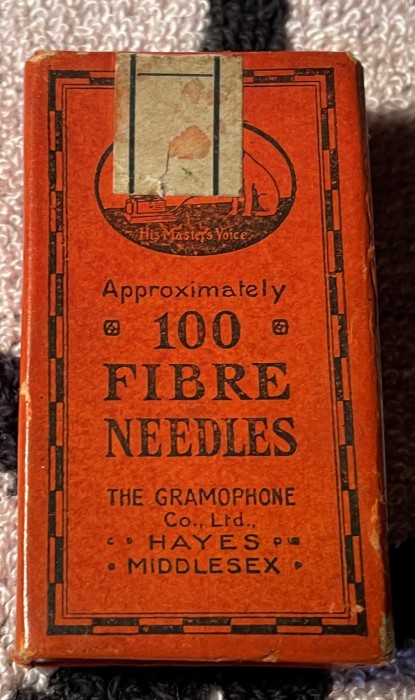 His Master's Voice
Approximately
100
FIBRE
NEEDLES
THE GRAMOPHONE
Co., Ltd.,
HAYES
MIDDLESEX